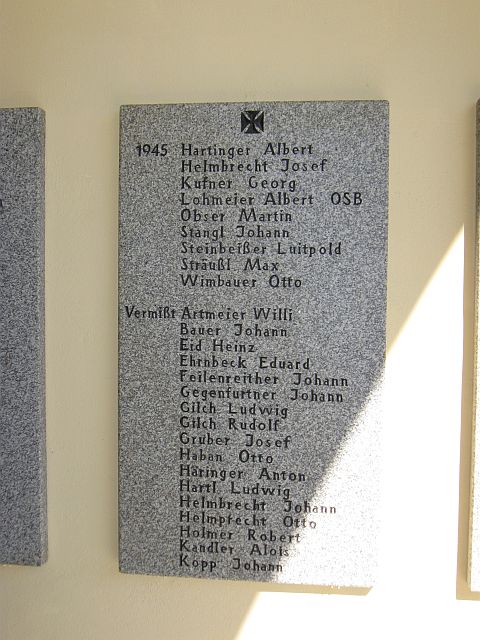 1945 Hartinger Albert
Helmbrecht Josef
Kufner Georg
Lohmeier Albert OSB
Obser Martin
Stangl Johann
Steinbeißer Luitpold
Sträußl Max
Wimbauer Otto
Vermißt Artmeier Willi
Bauer Johann
Eid Heinz
Ehrnbeck Eduard
Feilenreither Johann
Gegenfurtner Johann
Gilch Ludwig
Gilch Rudolf
Gruber Josef
Haban Otto
Häringer Anton
Hartl Ludwig
Helmbrecht Johann
Helmprecht Otto
Holmer Robert
Kandler Alois
Kopp Johann